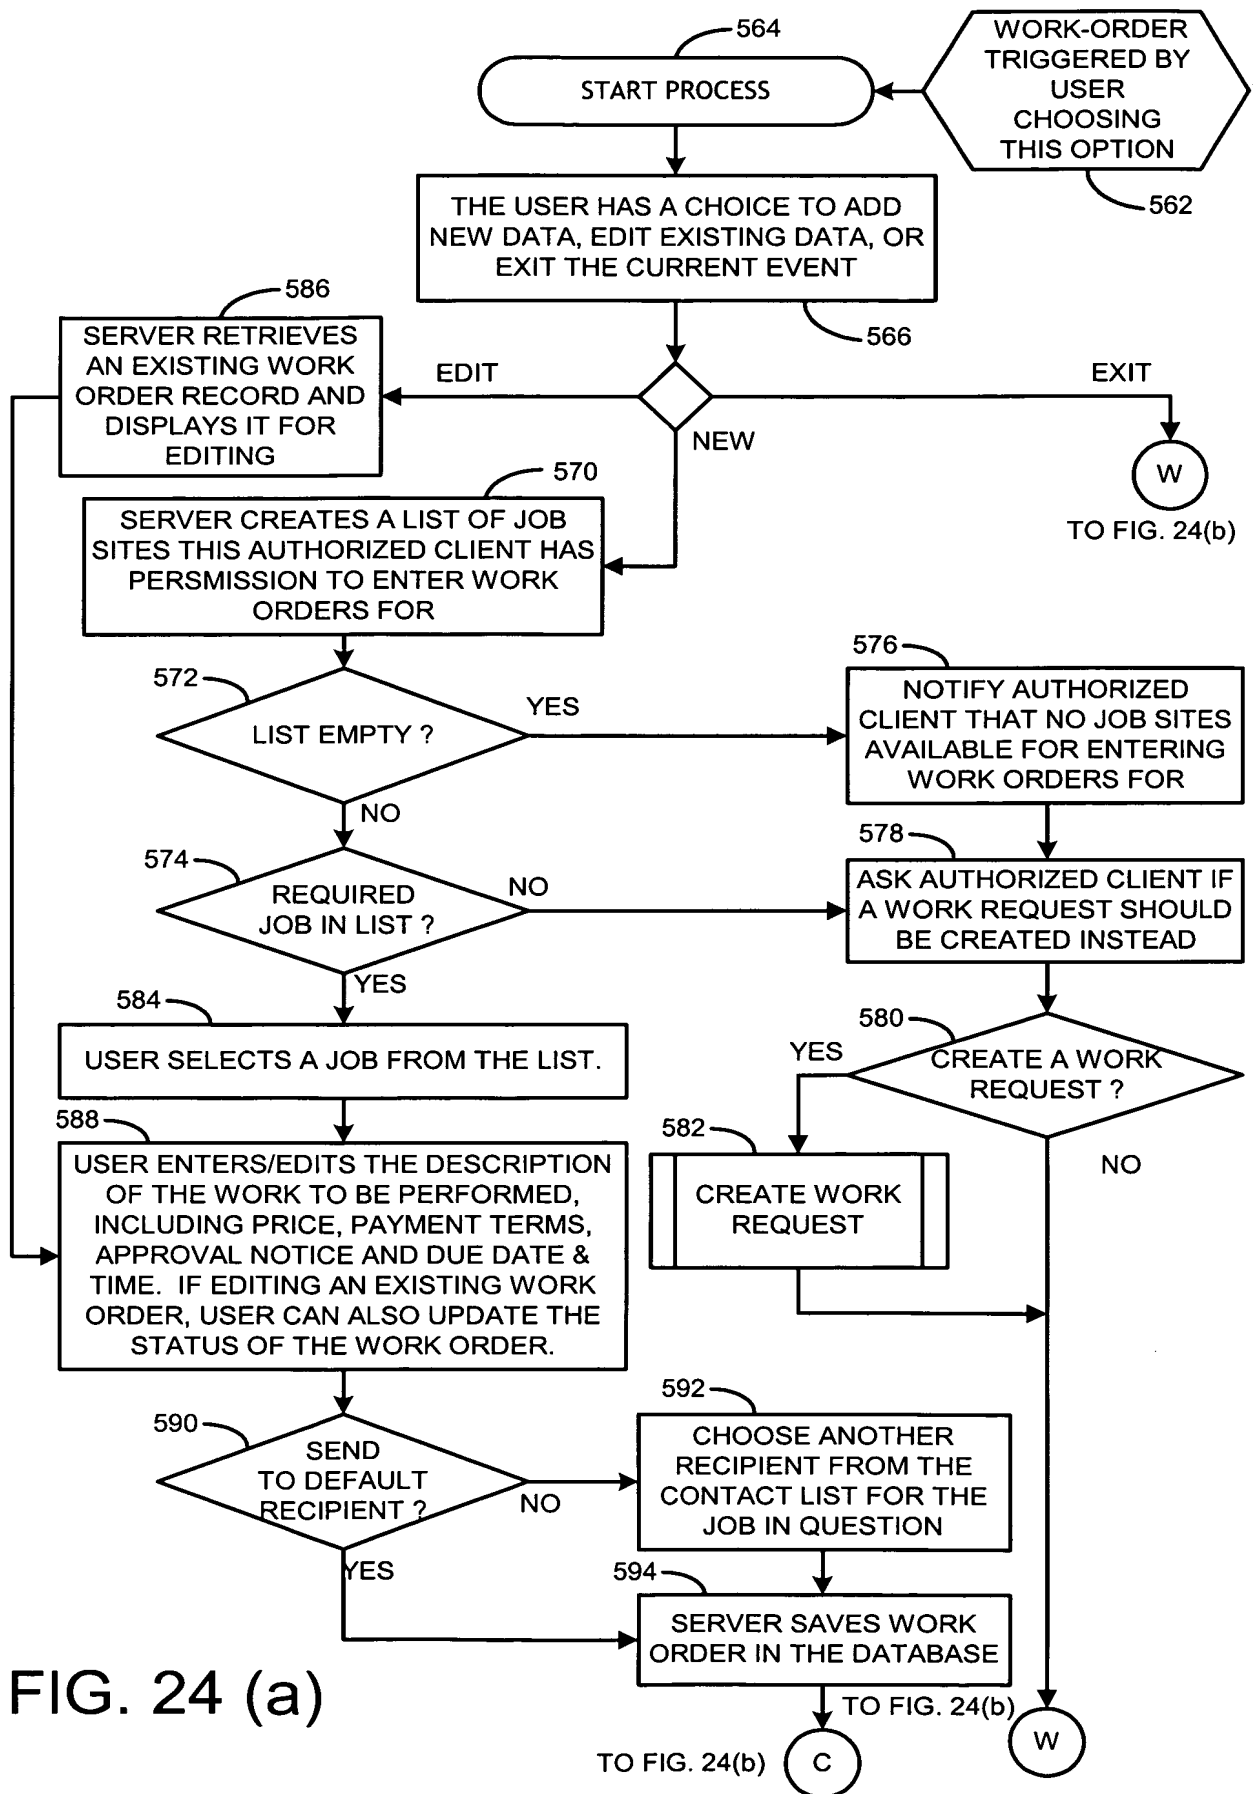 564
WORK-ORDER
TRIGGERED BY
USER
CHOOSING
THIS OPTION
START PROCESS
562
THE USER HAS A CHOICE TO ADD
NEW DATA, EDIT EXISTING DATA, OR
EXIT THE CURRENT EVENT
566
586
SERVER RETRIEVES
AN EXISTING WORK
ORDER RECORD AND
DISPLAYS IT FOR
EDITING
EDIT
EXIT
NEW
W
TO FIG. 24(b)
570
SERVER CREATES A LIST OF JOB
SITES THIS AUTHORIZED CLIENT HAS
PERSMISSION TO ENTER WORK
ORDERS FOR
572
LIST EMPTY ?
YES
NO
576
NOTIFY AUTHORIZED
CLIENT THAT NO JOB SITES
AVAILABLE FOR ENTERING
WORK ORDERS FOR
574
REQUIRED
JOB IN LIST ?
NO
YES
578
ASK AUTHORIZED CLIENT IF
A WORK REQUEST SHOULD
BE CREATED INSTEAD
584
USER SELECTS A JOB FROM THE LIST.
580
CREATE A WORK
REQUEST ?
YES
NO
582
CREATE WORK
REQUEST
588
USER ENTERS/EDITS THE DESCRIPTION
OF THE WORK TO BE PERFORMED,
INCLUDING PRICE, PAYMENT TERMS,
APPROVAL NOTICE AND DUE DATE &
TIME. IF EDITING AN EXISTING WORK
ORDER, USER CAN ALSO UPDATE THE
STATUS OF THE WORK ORDER.
590
SEND
TO DEFAULT
RECIPIENT ?
NO
YES
592
CHOOSE ANOTHER
RECIPIENT FROM THE
CONTACT LIST FOR THE
JOB IN QUESTION
594
SERVER SAVES WORK
ORDER IN THE DATABASE
FIG. 24 (a)
TO FIG. 24(b)
W
TO FIG. 24(b)
C